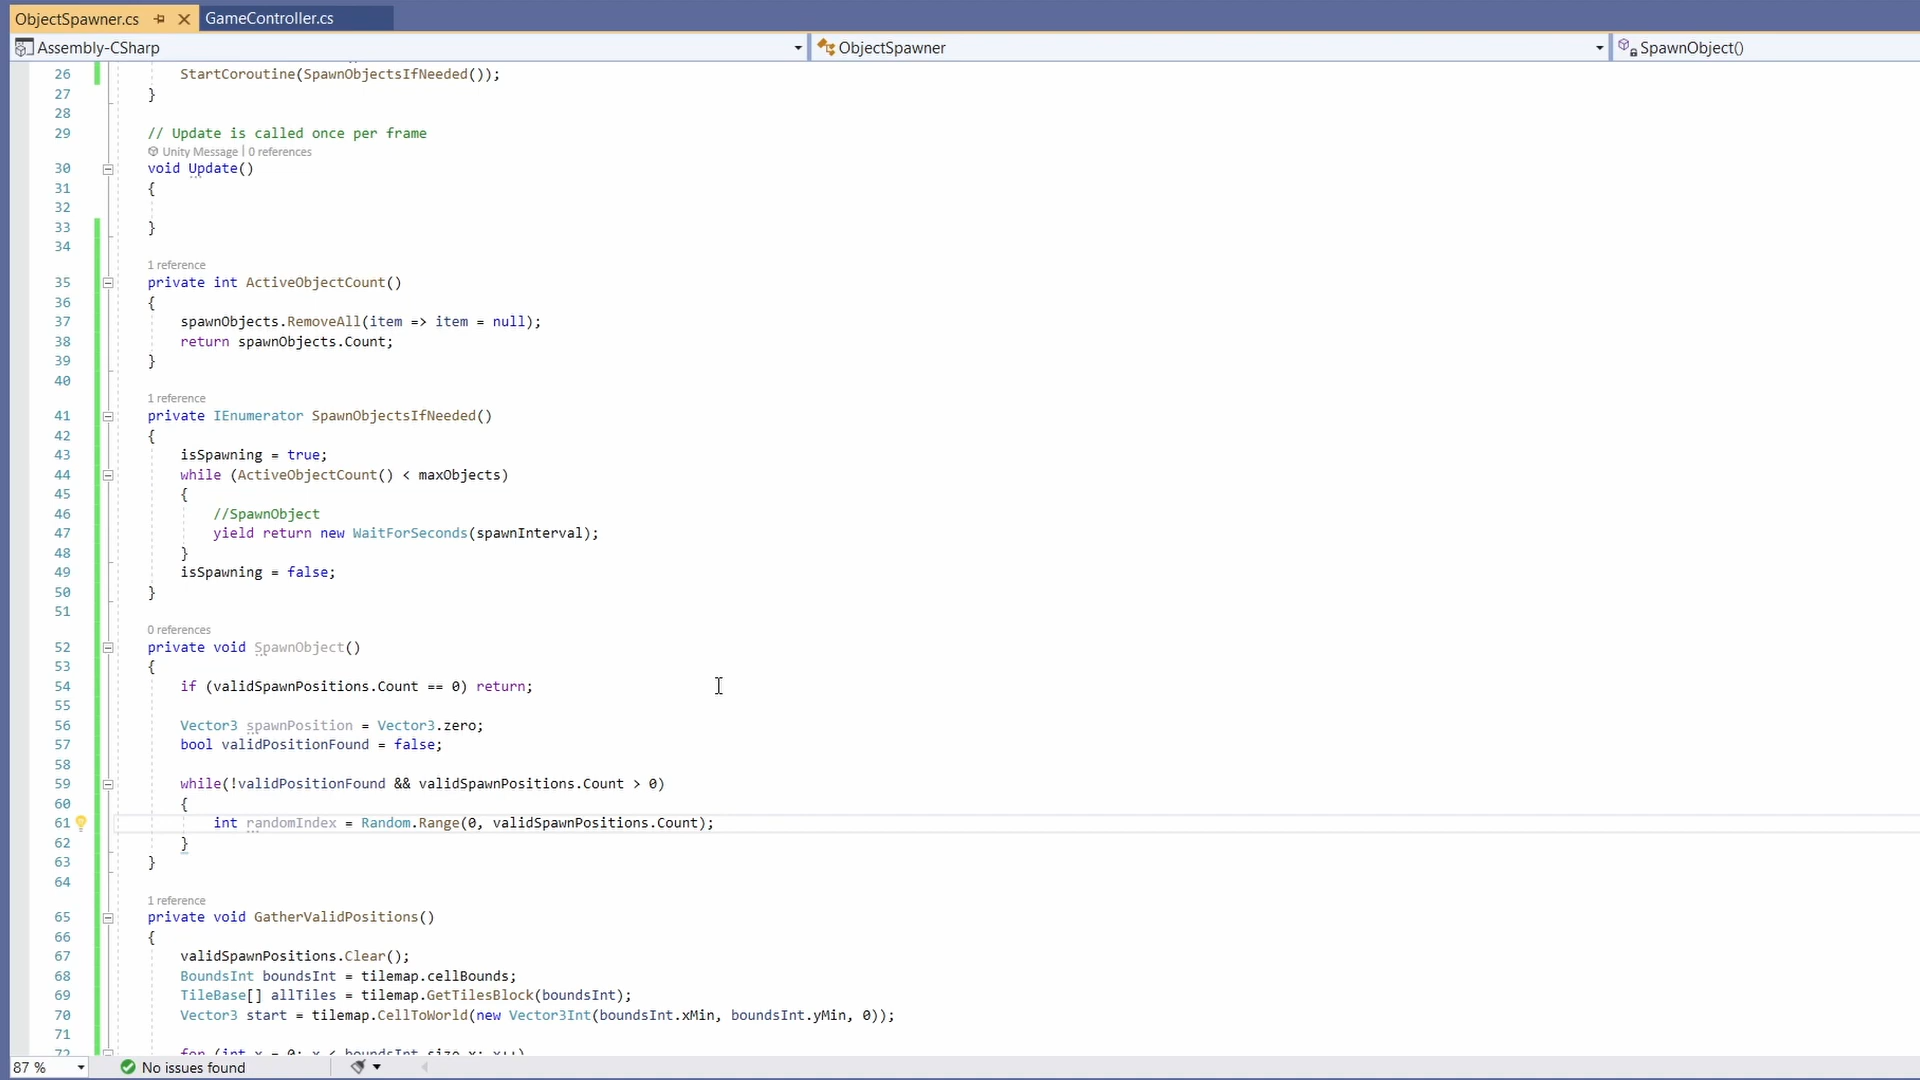 ObjectSpawner.cs GameController.cs
Assembly-CSharp ObjectSpawner SpawnObject()
26 StartCoroutine(SpawnObjectsIfNeeded());
27 }
28
29 // Update is called once per frame
Unity Message | 0 references
30 void Update()
31 {
32
33 }
34
1 reference
35 private int ActiveObjectCount()
36 {
37 spawnObjects.RemoveAll(item => item = null);
38 return spawnObjects.Count;
39 }
40
1 reference
41 private IEnumerator SpawnObjectsIfNeeded()
42 {
43 isSpawning = true;
44 while (ActiveObjectCount() < maxObjects)
45 {
46 //SpawnObject
47 yield return new WaitForSeconds(spawnInterval);
48 }
49 isSpawning = false;
50 }
51
0 references
52 private void SpawnObject()
53 {
54 if (validSpawnPositions.Count == 0) return;
55
56 Vector3 spawnPosition = Vector3.zero;
57 bool validPositionFound = false;
58
59 while(!validPositionFound && validSpawnPositions.Count > 0)
60 {
61 int randomIndex = Random.Range(0, validSpawnPositions.Count);
62 }
63 }
64
1 reference
65 private void GatherValidPositions()
66 {
67 validSpawnPositions.Clear();
68 BoundsInt boundsInt = tilemap.cellBounds;
69 TileBase[] allTiles = tilemap.GetTilesBlock(boundsInt);
70 Vector3 start = tilemap.CellToWorld(new Vector3Int(boundsInt.xMin, boundsInt.yMin, 0));
71
72 for (int x = 0; x < boundsInt.size.x; x++)
87 % No issues found